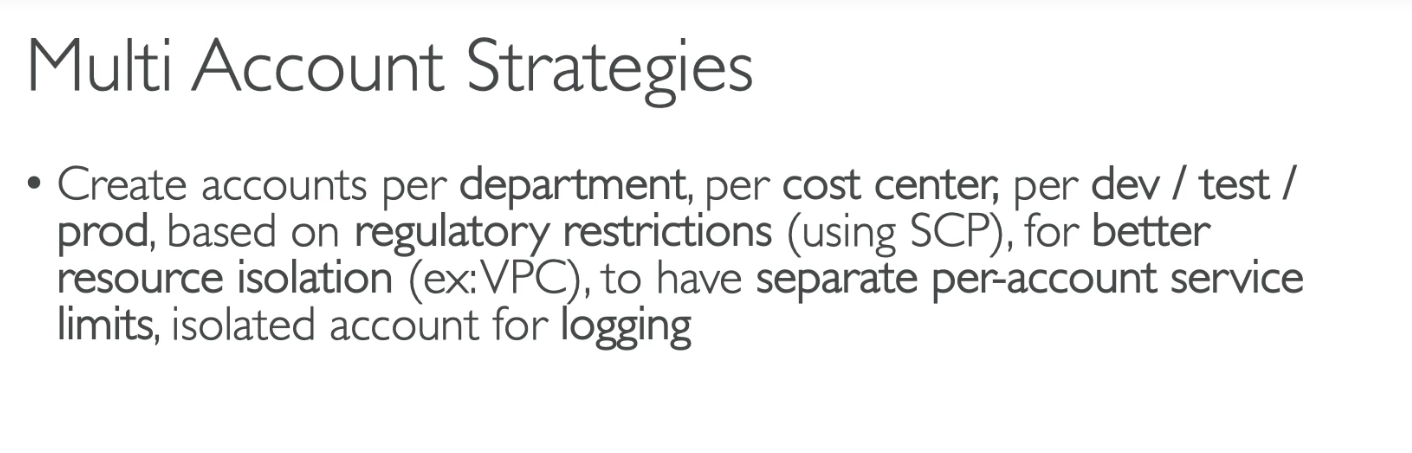 Multi Account Strategies
• Create accounts per department, per cost center, per dev / test /
prod, based on regulatory restrictions (using SCP), for better
resource isolation (ex: VPC), to have separate per-account service
limits, isolated account for logging